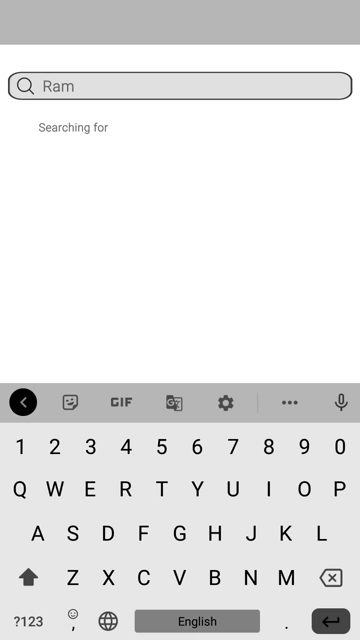 Ram
Searching for
GIF
1 2 3 4 5 6 7 8 9 0
Q W E R T Y U I O P
A S D F G H J K L
Z X C V B N M
?123 , English .